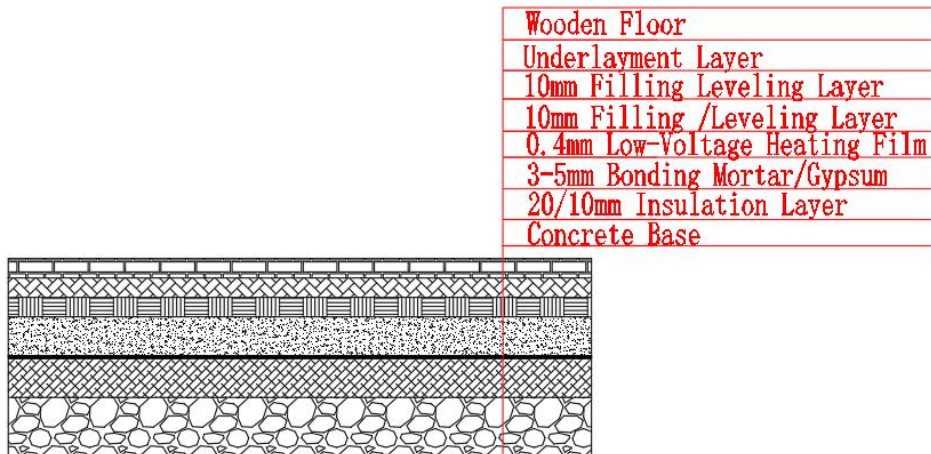 Wooden Floor
Underlayment Layer
10mm Filling Leveling Layer
10mm Filling /Leveling Layer
0.4mm Low-Voltage Heating Film
3-5mm Bonding Mortar/Gypsum
20/10mm Insulation Layer
Concrete Base